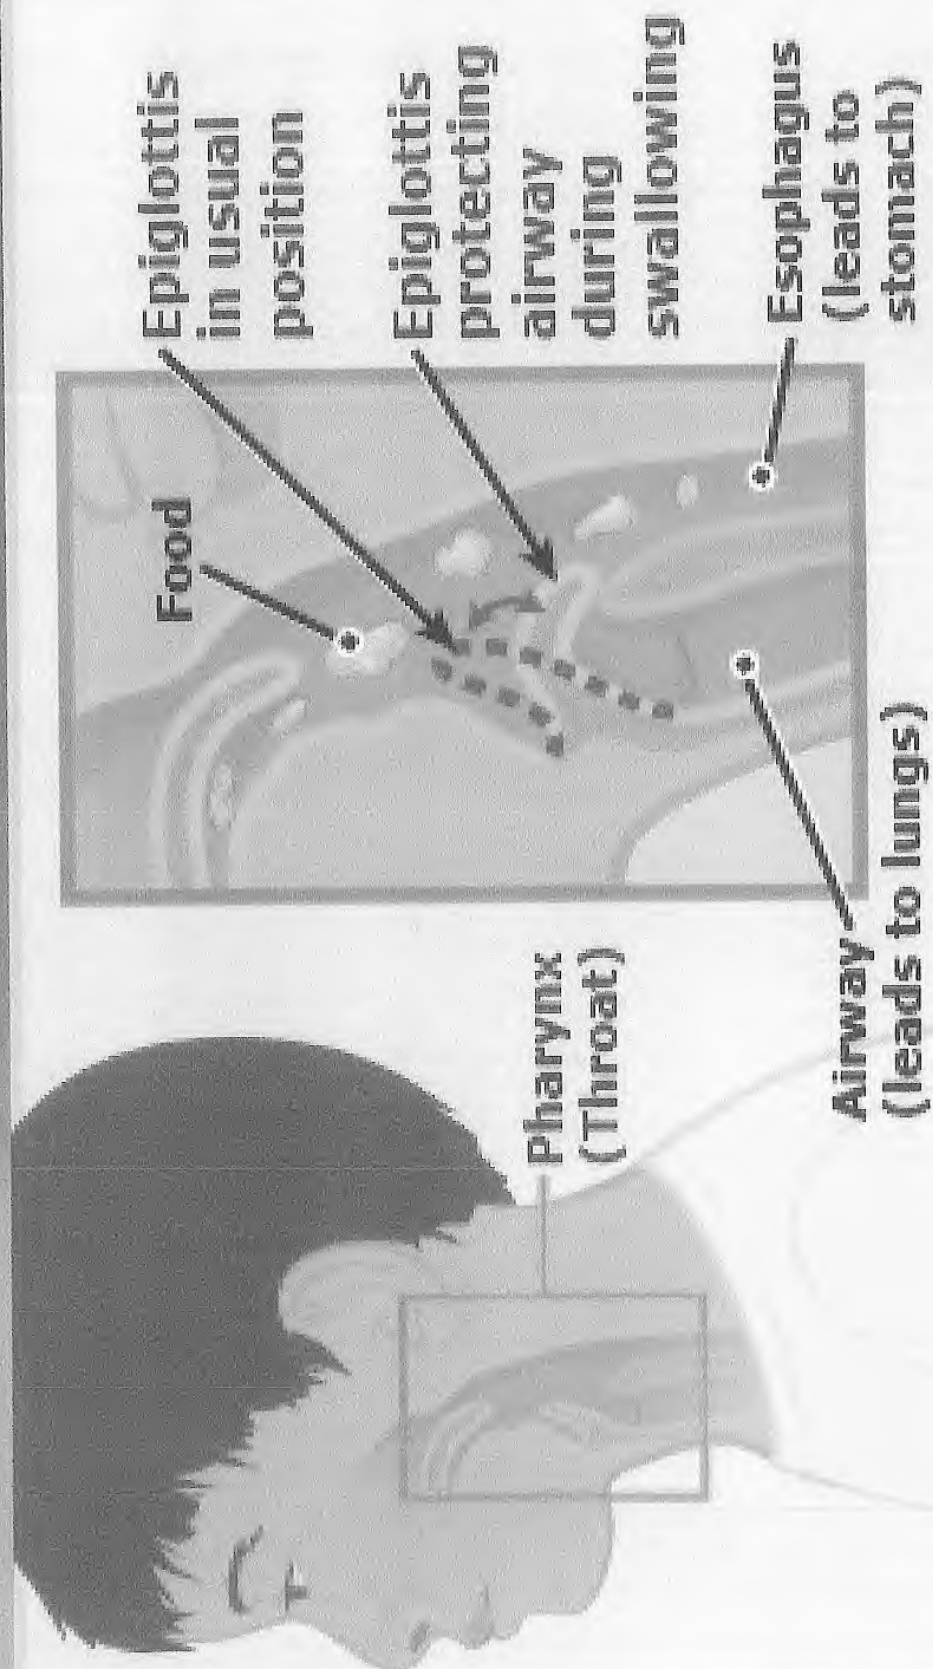 Pharynx
(Throat)
Food
Epiglottis
in usual
position
Epiglottis
protecting
airway
during
swallowing
Esophagus
(leads to
stomach)
Airway
(leads to lungs)